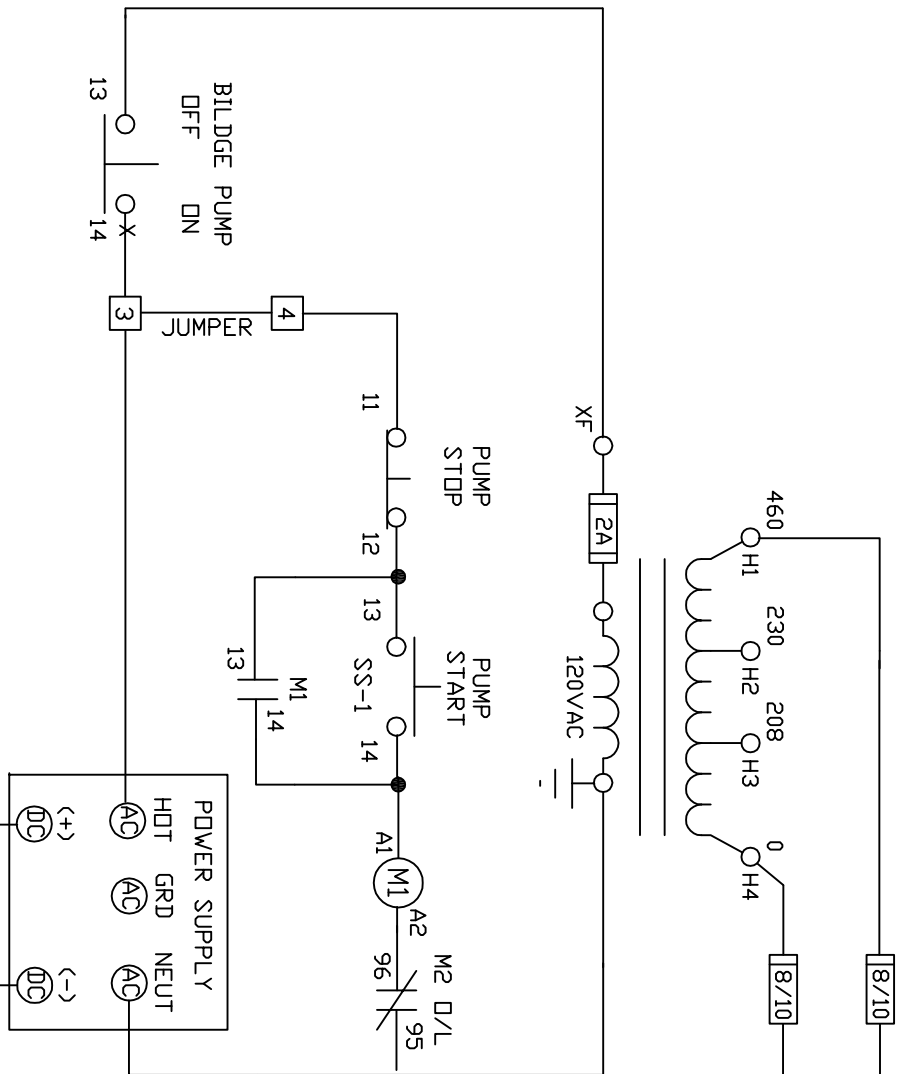 460
H1
230
H2
208
H3
0
H4
8/10
8/10
XF
2A
120VAC
BILDGE PUMP
OFF ON
13
14
X
3
JUMPER
4
PUMP
STOP
11
12
PUMP
START
13
SS-1
14
13
M1
14
A1
M1
A2
M2 O/L
96
95
POWER SUPPLY
HOT GRD NEUT
AC AC AC
(+) (-)
DC DC